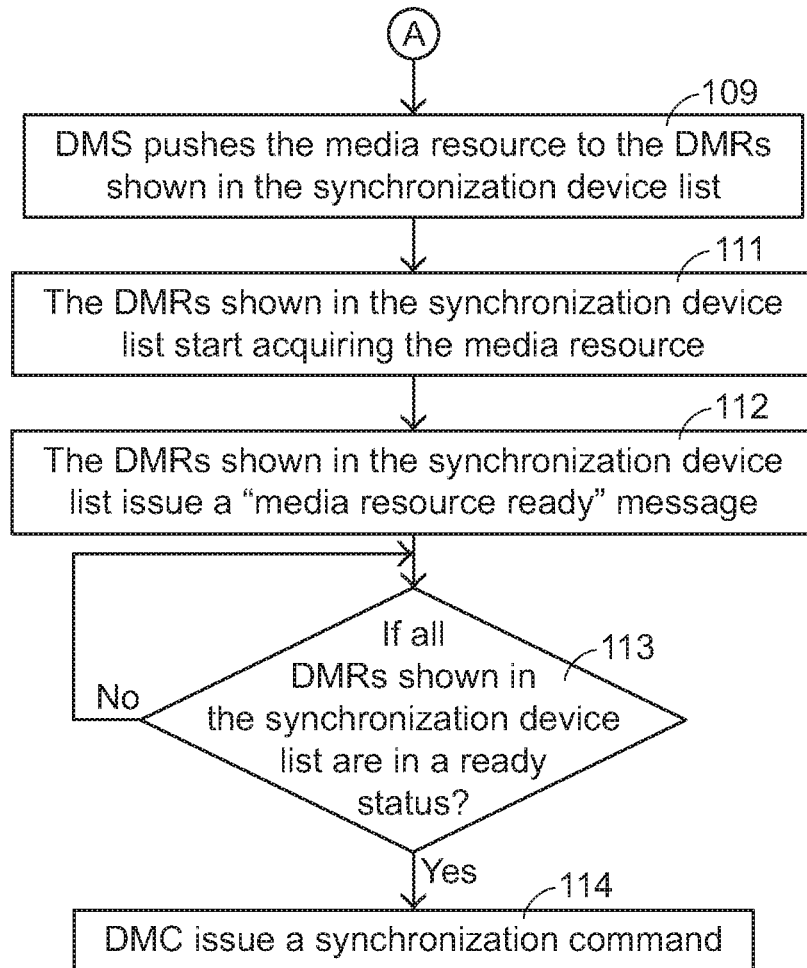 A
109
DMS pushes the media resource to the DMRs
shown in the synchronization device list
111
The DMRs shown in the synchronization device
list start acquiring the media resource
112
The DMRs shown in the synchronization device
list issue a “media resource ready” message
If all
113
DMRs shown in
No
the synchronization device
list are in a ready
status?
Yes
114
DMC issue a synchronization command